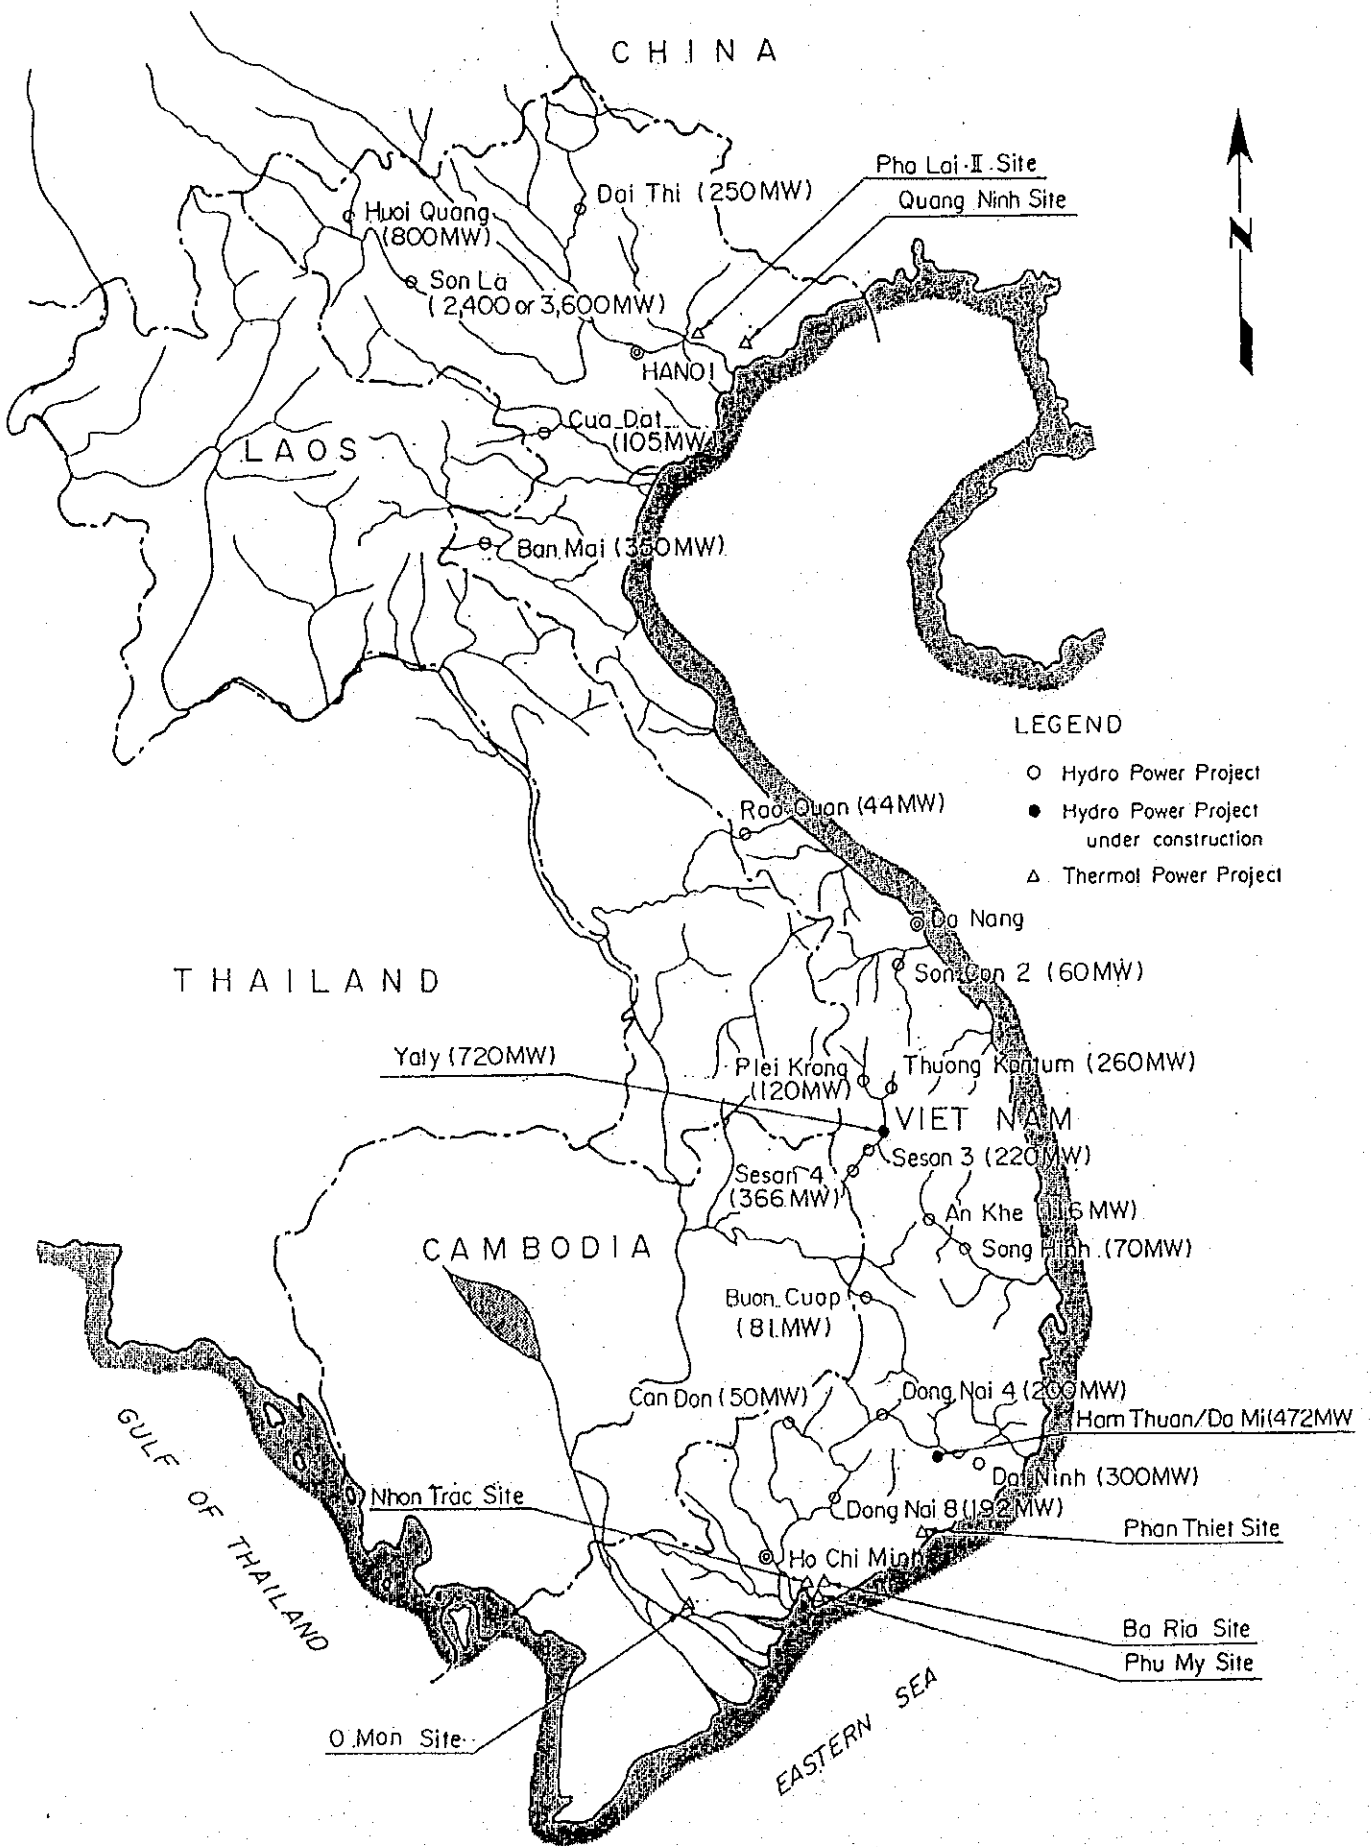 CHINA
Pha Lai-II Site
Dai Thi (250MW)
Quang Ninh Site
Huoi Quang
(800MW)
N
Son La
(2,400 or 3,600MW)
HANOI
Cua Dat
(105MW)
LAOS
Ban Mai (350MW)
LEGEND
Hydro Power Project
Hydro Power Project
under construction
Thermal Power Project
Rao Quan (44MW)
Da Nang
THAILAND
Son Con 2 (60MW)
Yaly (720MW)
Plei Krong
(120MW)
Thuong Kontum (260MW)
VIET NAM
Sesan 3 (220MW)
Sesan 4
(366MW)
An Khe (116MW)
CAMBODIA
Song Hinh (70MW)
Buon Cuop
(81MW)
Can Don (50MW)
Dong Nai 4 (200MW)
Ham Thuan/Da Mi(472MW
Dai Ninh (300MW)
GULF OF THAILAND
Nhon Trac Site
Dong Nai 8 (192MW)
Phan Thiet Site
Ho Chi Minh
Ba Ria Site
Phu My Site
O Mon Site
EASTERN SEA